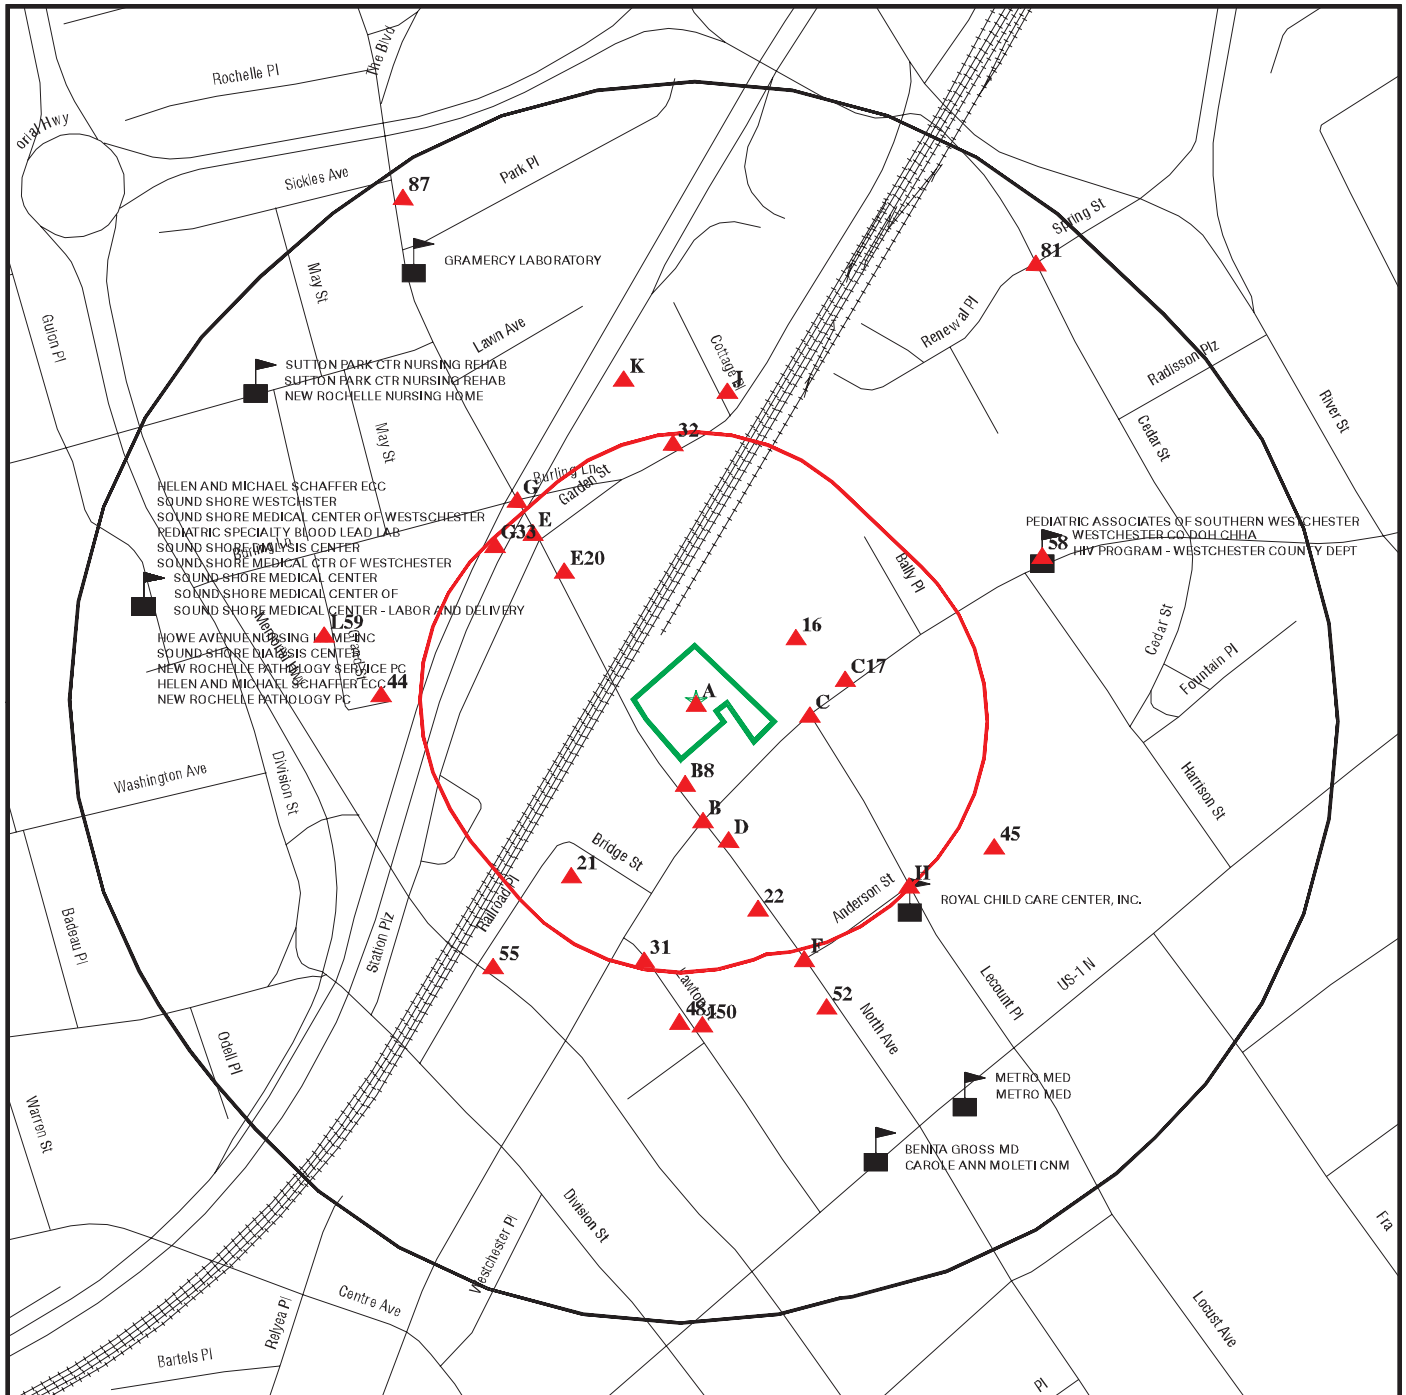 Rochelle Pl
The Blvd
orial Hwy
Sickles Ave
87
Park Pl
Spring St
81
GRAMERCY LABORATORY
May St
Guion Pl
Lawn Ave
Renewal Pl
Cottage Pl
Radisson Plz
SUTTON PARK CTR NURSING REHAB
SUTTON PARK CTR NURSING REHAB
NEW ROCHELLE NURSING HOME
K
River St
Cedar St
May St
32
Burling Ln
Garden St
G
HELEN AND MICHAEL SCHAFFER ECC
SOUND SHORE WESTCHSTER
SOUND SHORE MEDICAL CENTER OF WESTSCHESTER
PEDIATRIC SPECIALTY BLOOD LEAD LAB
SOUND SHORE DIALYSIS CENTER
SOUND SHORE MEDICAL CTR OF WESTCHESTER
Burling Ln
SOUND SHORE MEDICAL CENTER
SOUND SHORE MEDICAL CENTER OF
SOUND SHORE MEDICAL CENTER - LABOR AND DELIVERY
G33
E
E20
PEDIATRIC ASSOCIATES OF SOUTHERN WESTCHESTER
WESTCHESTER CO DOH CHHA
58
HIV PROGRAM - WESTCHESTER COUNTY DEPT
Bally Pl
L59
HOWE AVENUE NURSING HOME INC
SOUND SHORE DIALYSIS CENTER
NEW ROCHELLE PATHOLOGY SERVICE PC
HELEN AND MICHAEL SCHAFFER ECC
NEW ROCHELLE PATHOLOGY PC
Memorial Hwy
Grand St
44
16
C17
C
A
Cedar St
Fountain Pl
Washington Ave
Division St
B8
B
D
Harrison St
45
Bridge St
21
22
Anderson St
H
ROYAL CHILD CARE CENTER, INC.
Railroad Pl
Badeau Pl
Station Plz
55
31
F
Lawton St
US-1 N
Lecount Pl
52
North Ave
I50
Odell Pl
Warren St
METRO MED
METRO MED
BENITA GROSS MD
CAROLE ANN MOLETI CNM
Division St
Westchester Pl
Fra
Centre Ave
Relyea Pl
Locust Ave
Bartels Pl
Pl